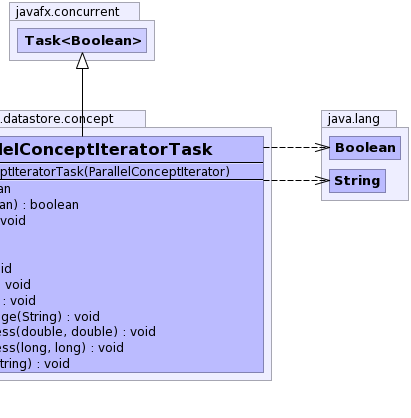 javafx.concurrent
Task<Boolean>
.datastore.concept
java.lang
lelConceptIteratorTask
Boolean
ptIteratorTask(ParallelConceptIterator)
String
an
an) : boolean
void
id
void
: void
ge(String) : void
ess(double, double) : void
ess(long, long) : void
tring) : void